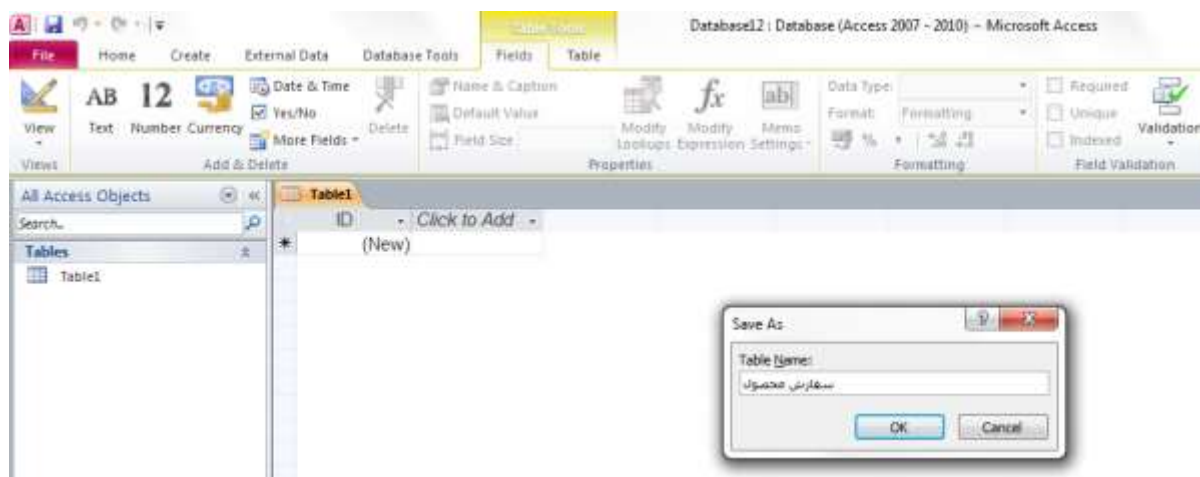 Table Tools Database12 : Database (Access 2007 - 2010) - Microsoft Access
File Home Create External Data Database Tools Fields Table
View
AB Text
12 Number
Currency
Date & Time
Yes/No
More Fields
Delete
Name & Caption
Default Value
Field Size
Modify Lookups
fx Modify Expression
ab Memo Settings
Data Type:
Format: Formatting
%
Required
Unique
Indexed
Validation
Views Add & Delete Properties Formatting Field Validation
All Access Objects
Search..
Tables
Table1
Table1
ID Click to Add
* (New)
Save As
Table Name:
سفارش محصول
OK Cancel